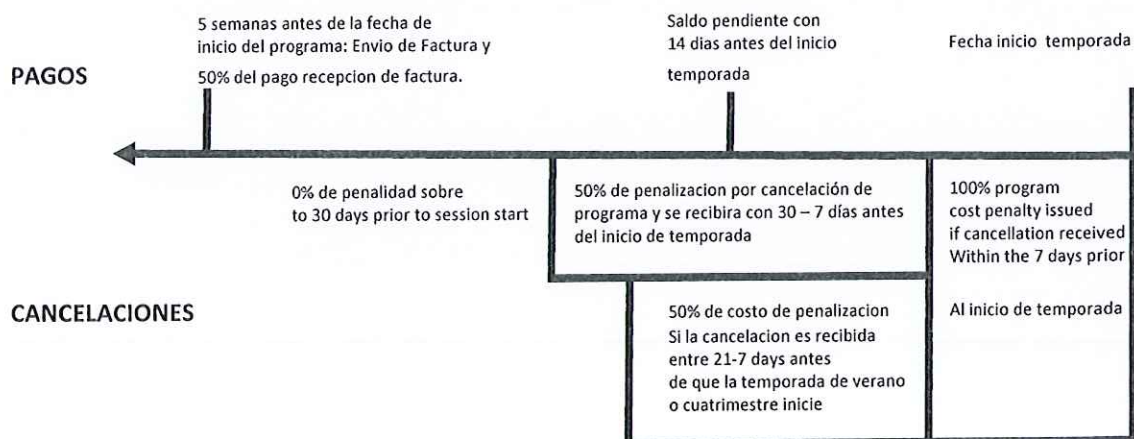 5 semanas antes de la fecha de
inicio del programa: Envio de Factura y
50% del pago recepcion de factura.
Saldo pendiente con
14 dias antes del inicio
temporada
Fecha inicio temporada
PAGOS
0% de penalidad sobre
to 30 days prior to session start
50% de penalizacion por cancelación de
programa y se recibira con 30 – 7 días antes
del inicio de temporada
100% program
cost penalty issued
if cancellation received
Within the 7 days prior
Al inicio de temporada
CANCELACIONES
50% de costo de penalizacion
Si la cancelacion es recibida
entre 21-7 days antes
de que la temporada de verano
o cuatrimestre inicie